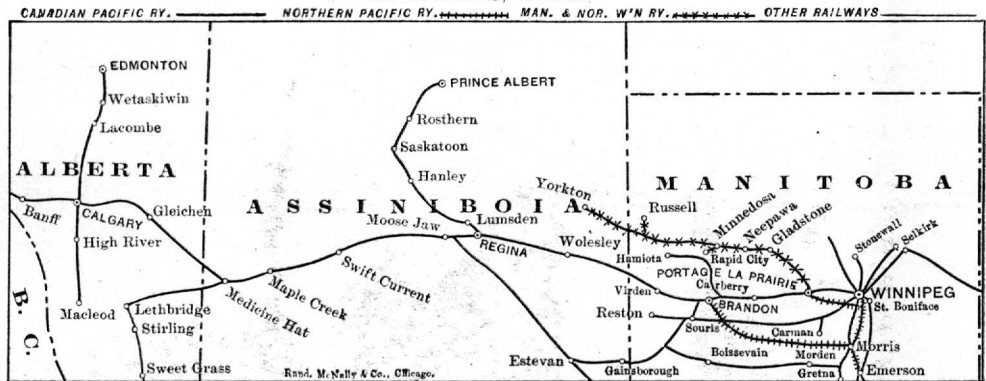 CANADIAN PACIFIC RY. NORTHERN PACIFIC RY. MAN. & NOR. W'N RY. OTHER RAILWAYS
EDMONTON
Wetaskiwin
Lacombe
ALBERTA
Banff
CALGARY
Gleichen
High River
Macleod
Lethbridge
Stirling
Sweet Grass
B. C.
Medicine Hat
Maple Creek
Swift Current
PRINCE ALBERT
Rosthern
Saskatoon
Hanley
ASSINIBOIA
Moose Jaw
Lumsden
REGINA
Wolesley
Yorkton
MANITOBA
Russell
Minnedosa
Neepawa
Gladstone
Hamiota
Rapid City
PORTAGE LA PRAIRIE
Carberry
Virden
BRANDON
Reston
Souris
Stonewall
Selkirk
WINNIPEG
St. Boniface
Carman
Morris
Morden
Boissevain
Estevan
Gainsborough
Gretna
Emerson
Rand, McNally & Co., Chicago.